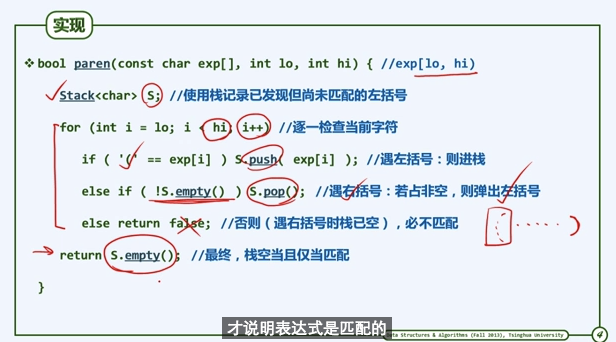 实现
❖bool paren(const char exp[], int lo, int hi) { //exp[lo, hi)
Stack<char> S; //使用栈记录已发现但尚未匹配的左括号
for (int i = lo; i < hi; i++) //逐一检查当前字符
if ( '(' == exp[i] ) S.push( exp[i] ); //遇左括号：则进栈
else if ( !S.empty() ) S.pop(); //遇右括号：若占非空，则弹出左括号
else return false; //否则（遇右括号时栈已空），必不匹配
return S.empty(); //最终，栈空当且仅当匹配
}
才说明表达式是匹配的
Data Structures & Algorithms (Fall 2013), Tsinghua University
4